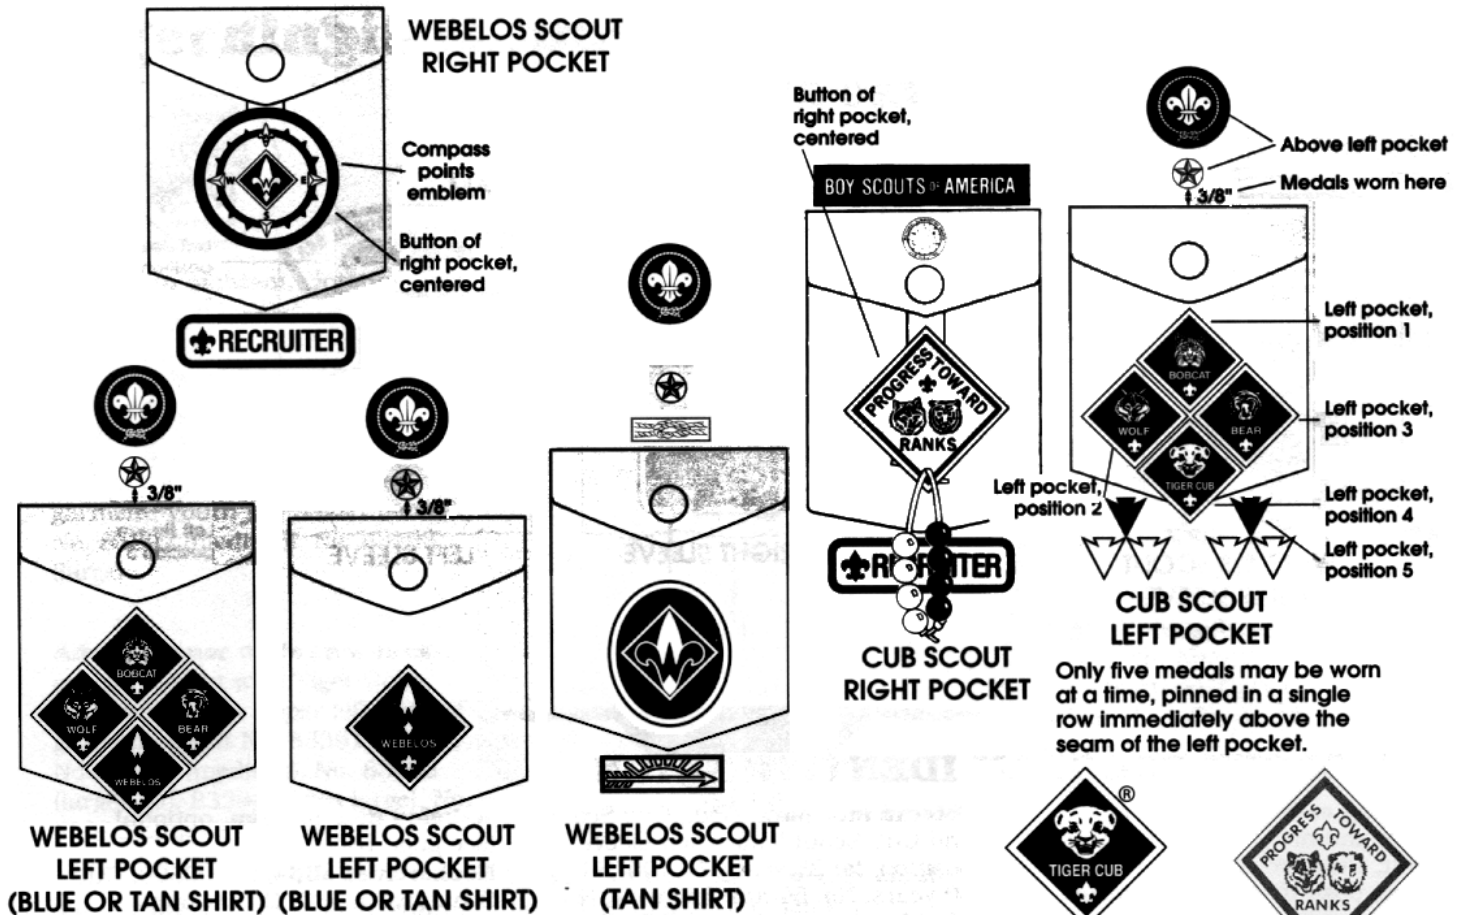 WEBELOS SCOUT
RIGHT POCKET
Compass
points
emblem
W
E
S
Button of
right pocket,
centered
RECRUITER
Button of
right pocket,
centered
BOY SCOUTS OF AMERICA
PROGRESS TOWARD
RANKS
RECRUITER
CUB SCOUT
RIGHT POCKET
Above left pocket
Medals worn here
3/8"
Left pocket,
position 1
BOBCAT
WOLF
BEAR
TIGER CUB
Left pocket,
position 3
Left pocket,
position 2
Left pocket,
position 4
Left pocket,
position 5
CUB SCOUT
LEFT POCKET
Only five medals may be worn
at a time, pinned in a single
row immediately above the
seam of the left pocket.
3/8"
BOBCAT
WOLF
BEAR
WEBELOS
WEBELOS SCOUT
LEFT POCKET
(BLUE OR TAN SHIRT)
3/8"
WEBELOS
WEBELOS SCOUT
LEFT POCKET
(BLUE OR TAN SHIRT)
LEFT SLEEVE
RIGHT SLEEVE
WEBELOS SCOUT
LEFT POCKET
(TAN SHIRT)
®
TIGER CUB
PROGRESS TOWARD
RANKS